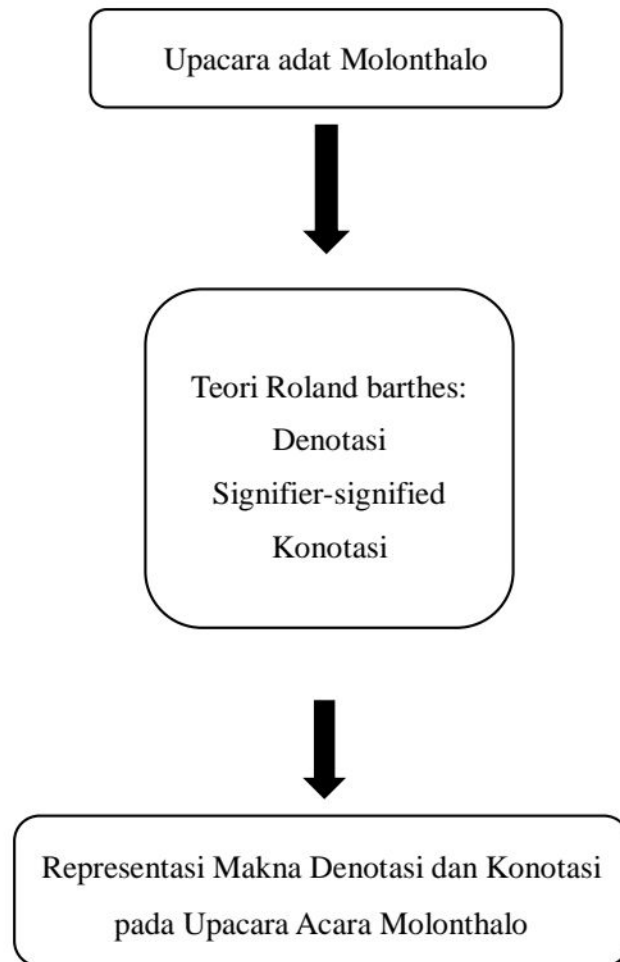 Upacara adat Molonthalo
Teori Roland barthes:
Denotasi
Signifier-signified
Konotasi
Representasi Makna Denotasi dan Konotasi
pada Upacara Acara Molonthalo